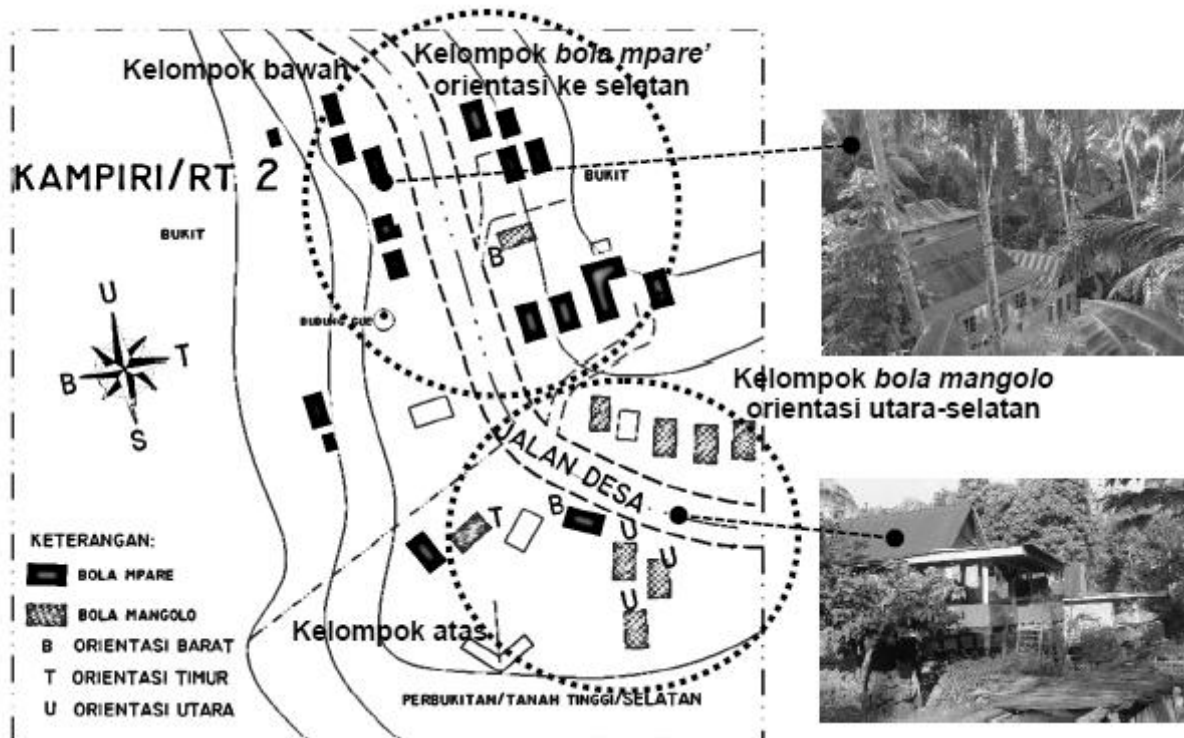 Kelompok bawah
Kelompok bola mpare’
orientasi ke selatan
KAMPIRI/RT 2
BUKIT
BUKIT
B
U
B
T
S
Kelompok bola mangolo
orientasi utara-selatan
JALAN DESA
B
T
U
U
U
KETERANGAN:
BOLA MPARE
BOLA MANGOLO
B ORIENTASI BARAT
T ORIENTASI TIMUR
U ORIENTASI UTARA
Kelompok atas
PERBUKITAN/TANAH TINGGI/SELATAN